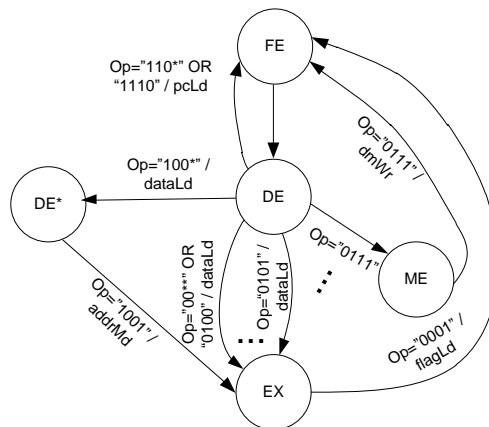 FE
Op="110*" OR
"1110" / pcLd
Op="0111" /
dmWr
Op="100*" /
dataLd
DE*
DE
Op="0111"
ME
Op="1001" /
addrMd
Op="00**" OR
"0100" / dataLd
Op="0101" /
dataLd
Op="0001" /
flagLd
EX